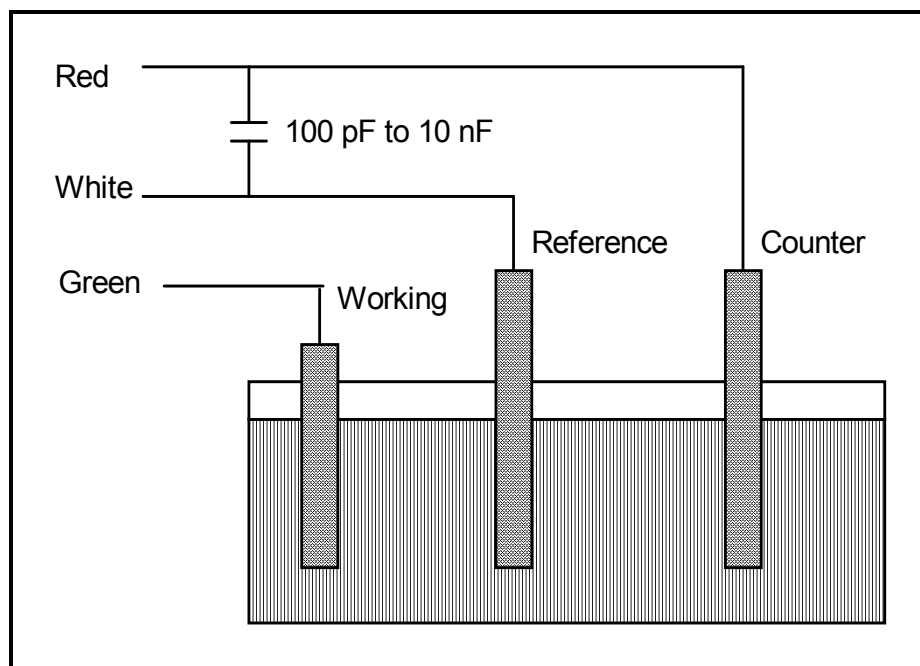 Red
100 pF to 10 nF
White
Reference
Counter
Green
Working